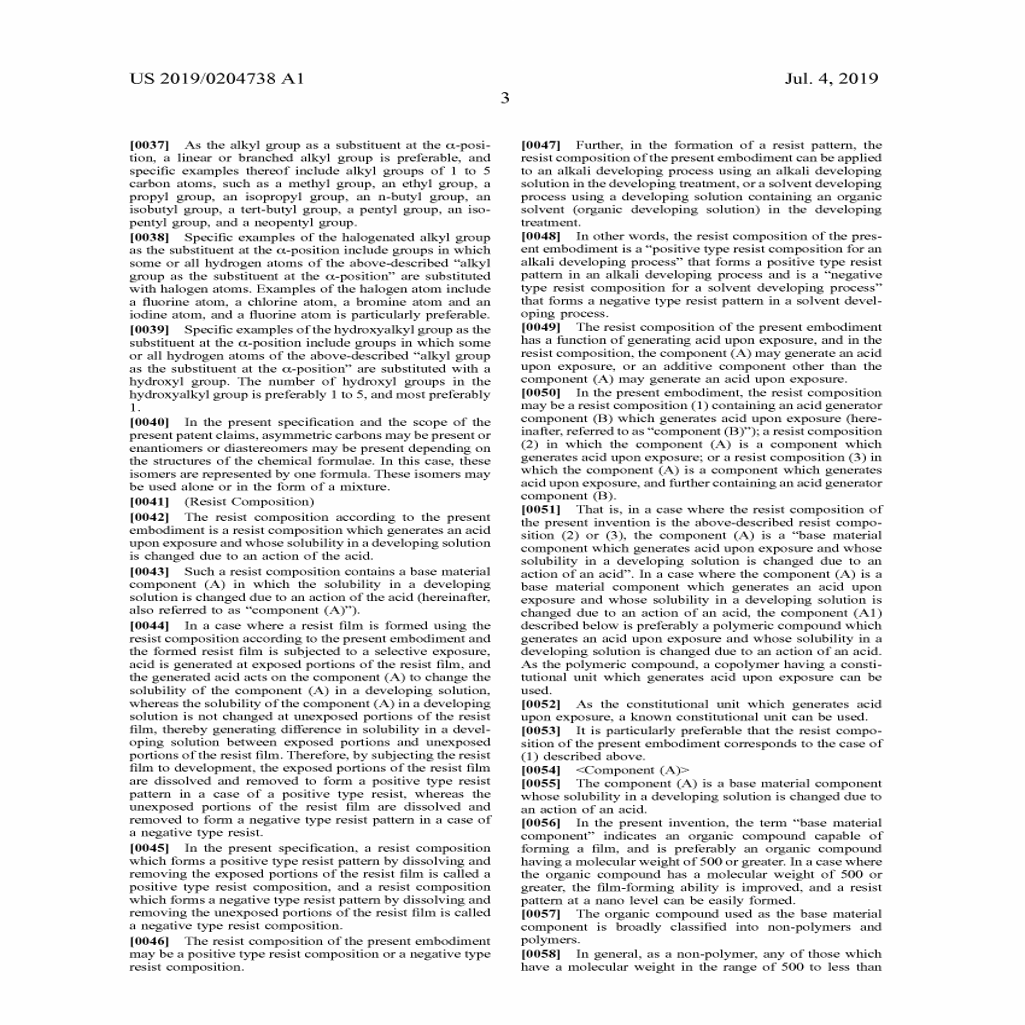 US 2019/0204738 A1
Jul. 4, 2019
3
[0037] As the alkyl group as a substituent at the α-posi-
tion, a linear or branched alkyl group is preferable, and
specific examples thereof include alkyl groups of 1 to 5
carbon atoms, such as a methyl group, an ethyl group, a
propyl group, an isopropyl group, an n-butyl group, an
isobutyl group, a tert-butyl group, a pentyl group, an iso-
pentyl group, and a neopentyl group.
[0038] Specific examples of the halogenated alkyl group
as the substituent at the α-position include groups in which
some or all hydrogen atoms of the above-described “alkyl
group as the substituent at the α-position” are substituted
with halogen atoms. Examples of the halogen atom include
a fluorine atom, a chlorine atom, a bromine atom and an
iodine atom, and a fluorine atom is particularly preferable.
[0039] Specific examples of the hydroxyalkyl group as the
substituent at the α-position include groups in which some
or all hydrogen atoms of the above-described “alkyl group
as the substituent at the α-position” are substituted with a
hydroxyl group. The number of hydroxyl groups in the
hydroxyalkyl group is preferably 1 to 5, and most preferably
1.
[0040] In the present specification and the scope of the
present patent claims, asymmetric carbons may be present or
enantiomers or diastereomers may be present depending on
the structures of the chemical formulae. In this case, these
isomers are represented by one formula. These isomers may
be used alone or in the form of a mixture.
[0041] (Resist Composition)
[0042] The resist composition according to the present
embodiment is a resist composition which generates an acid
upon exposure and whose solubility in a developing solution
is changed due to an action of the acid.
[0043] Such a resist composition contains a base material
component (A) in which the solubility in a developing
solution is changed due to an action of the acid (hereinafter,
also referred to as “component (A)”).
[0044] In a case where a resist film is formed using the
resist composition according to the present embodiment and
the formed resist film is subjected to a selective exposure,
acid is generated at exposed portions of the resist film, and
the generated acid acts on the component (A) to change the
solubility of the component (A) in a developing solution,
whereas the solubility of the component (A) in a developing
solution is not changed at unexposed portions of the resist
film, thereby generating difference in solubility in a devel-
oping solution between exposed portions and unexposed
portions of the resist film. Therefore, by subjecting the resist
film to development, the exposed portions of the resist film
are dissolved and removed to form a positive type resist
pattern in a case of a positive type resist, whereas the
unexposed portions of the resist film are dissolved and
removed to form a negative type resist pattern in a case of
a negative type resist.
[0045] In the present specification, a resist composition
which forms a positive type resist pattern by dissolving and
removing the exposed portions of the resist film is called a
positive type resist composition, and a resist composition
which forms a negative type resist pattern by dissolving and
removing the unexposed portions of the resist film is called
a negative type resist composition.
[0046] The resist composition of the present embodiment
may be a positive type resist composition or a negative type
resist composition.
[0047] Further, in the formation of a resist pattern, the
resist composition of the present embodiment can be applied
to an alkali developing process using an alkali developing
solution in the developing treatment, or a solvent developing
process using a developing solution containing an organic
solvent (organic developing solution) in the developing
treatment.
[0048] In other words, the resist composition of the pres-
ent embodiment is a “positive type resist composition for an
alkali developing process” that forms a positive type resist
pattern in an alkali developing process and is a “negative
type resist composition for a solvent developing process”
that forms a negative type resist pattern in a solvent devel-
oping process.
[0049] The resist composition of the present embodiment
has a function of generating acid upon exposure, and in the
resist composition, the component (A) may generate an acid
upon exposure, or an additive component other than the
component (A) may generate an acid upon exposure.
[0050] In the present embodiment, the resist composition
may be a resist composition (1) containing an acid generator
component (B) which generates acid upon exposure (here-
inafter, referred to as “component (B)”); a resist composition
(2) in which the component (A) is a component which
generates acid upon exposure; or a resist composition (3) in
which the component (A) is a component which generates
acid upon exposure, and further containing an acid generator
component (B).
[0051] That is, in a case where the resist composition of
the present invention is the above-described resist compo-
sition (2) or (3), the component (A) is a “base material
component which generates acid upon exposure and whose
solubility in a developing solution is changed due to an
action of an acid”. In a case where the component (A) is a
base material component which generates an acid upon
exposure and whose solubility in a developing solution is
changed due to an action of an acid, the component (A1)
described below is preferably a polymeric compound which
generates an acid upon exposure and whose solubility in a
developing solution is changed due to an action of an acid.
As the polymeric compound, a copolymer having a consti-
tutional unit which generates acid upon exposure can be
used.
[0052] As the constitutional unit which generates acid
upon exposure, a known constitutional unit can be used.
[0053] It is particularly preferable that the resist compo-
sition of the present embodiment corresponds to the case of
(1) described above.
[0054] <Component (A)>
[0055] The component (A) is a base material component
whose solubility in a developing solution is changed due to
an action of an acid.
[0056] In the present invention, the term “base material
component” indicates an organic compound capable of
forming a film, and is preferably an organic compound
having a molecular weight of 500 or greater. In a case where
the organic compound has a molecular weight of 500 or
greater, the film-forming ability is improved, and a resist
pattern at a nano level can be easily formed.
[0057] The organic compound used as the base material
component is broadly classified into non-polymers and
polymers.
[0058] In general, as a non-polymer, any of those which
have a molecular weight in the range of 500 to less than